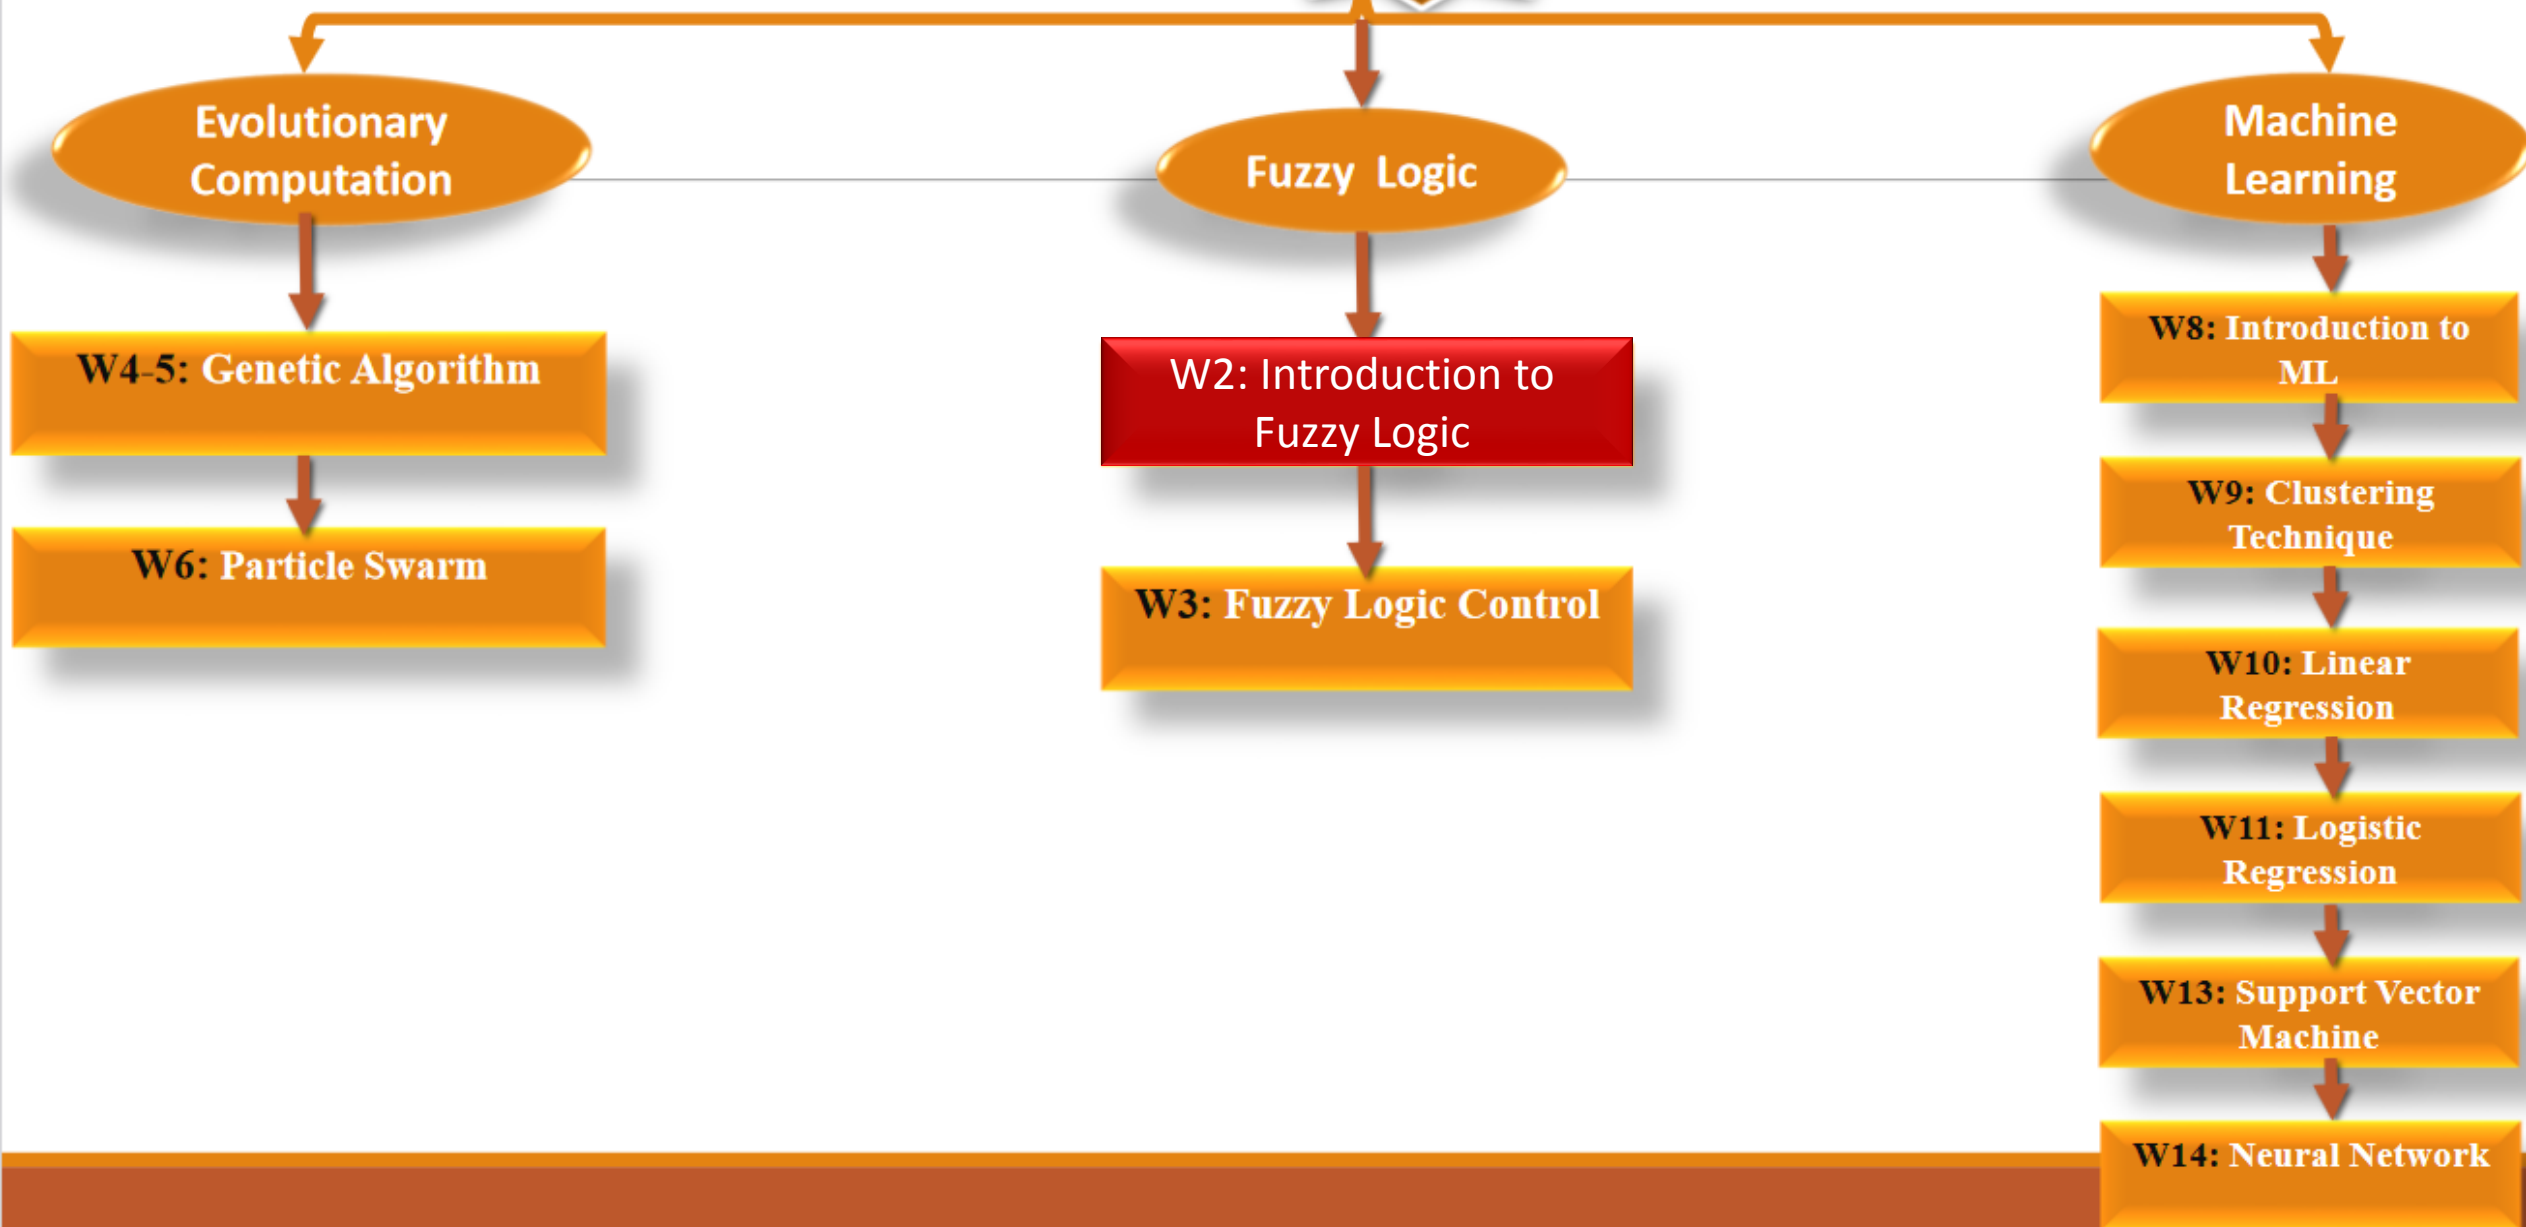 Evolutionary
Computation
W4-5: Genetic Algorithm
W6: Particle Swarm
Fuzzy Logic
W2: Introduction to
Fuzzy Logic
W3: Fuzzy Logic Control
Machine
Learning
W8: Introduction to
ML
W9: Clustering
Technique
W10: Linear
Regression
W11: Logistic
Regression
W13: Support Vector
Machine
W14: Neural Network